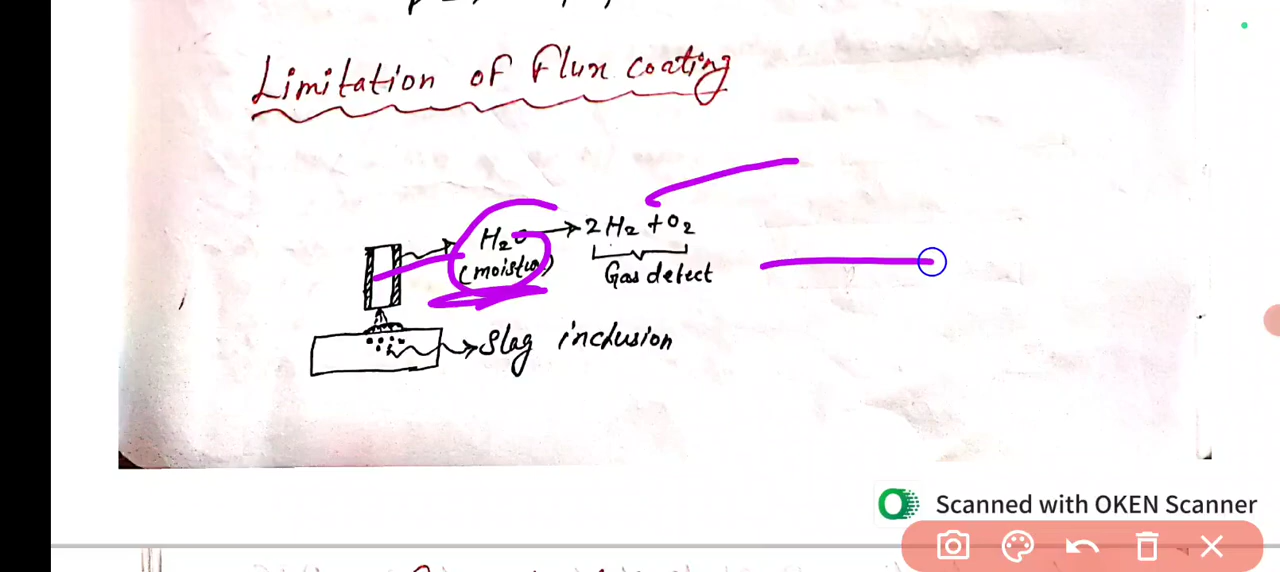 Limitation of Flux coating
H₂O → 2H₂ + O₂
(moisture)
Gas defect
Slag inclusion
Scanned with OKEN Scanner